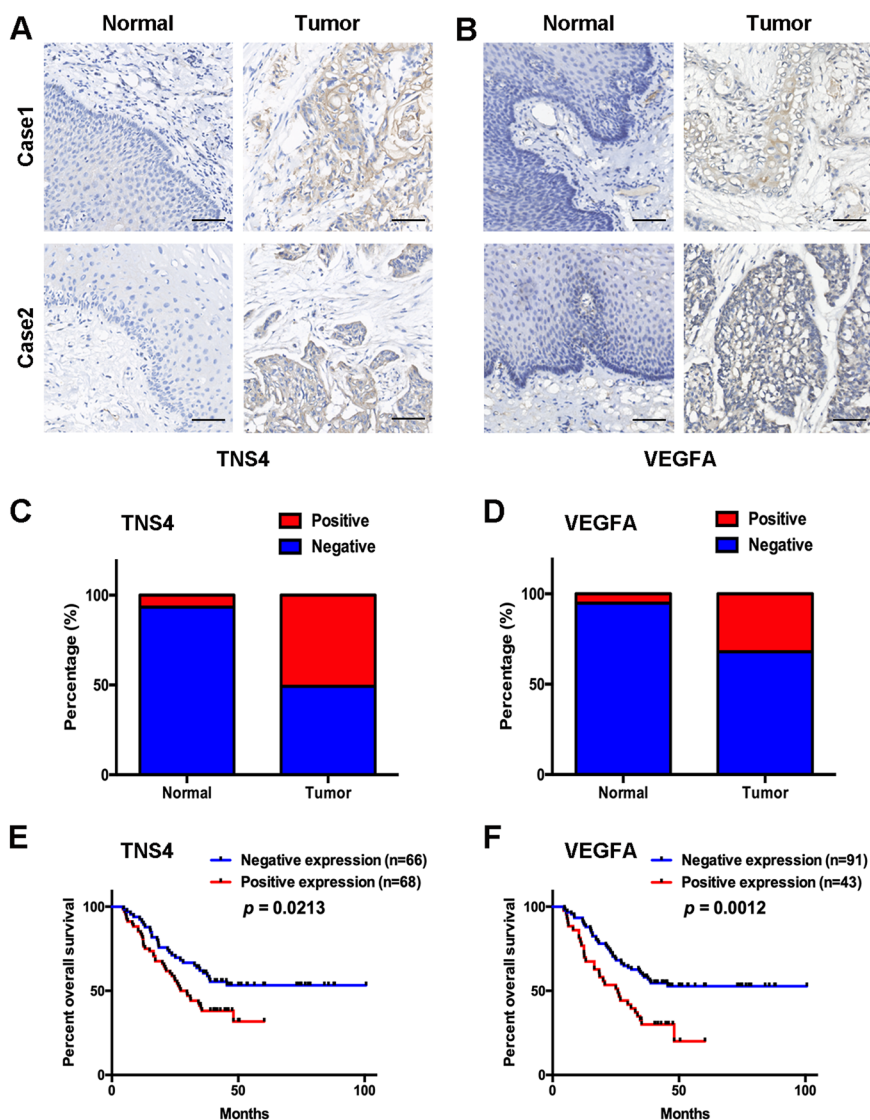 A
Normal
Tumor
B
Normal
Tumor
Case1
Case2
TNS4
VEGFA
C
TNS4
Positive
Negative
Percentage (%)
100
50
0
Normal
Tumor
D
VEGFA
Positive
Negative
Percentage (%)
100
50
0
Normal
Tumor
E
TNS4
Negative expression (n=66)
Positive expression (n=68)
p = 0.0213
Percent overall survival
100
50
0
0
50
100
Months
F
VEGFA
Negative expression (n=91)
Positive expression (n=43)
p = 0.0012
Percent overall survival
100
50
0
0
50
100
Months